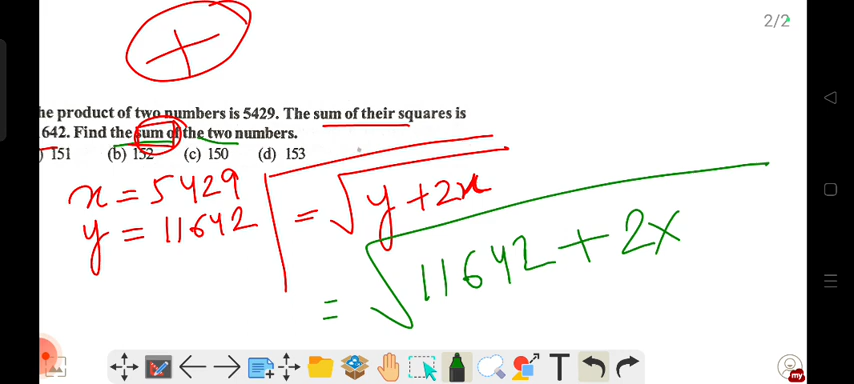 2/2
+
he product of two numbers is 5429. The sum of their squares is
642. Find the sum of the two numbers.
) 151 (b) 152 (c) 150 (d) 153
x = 5429
y = 11642
= √y + 2x
= √11642 + 2x
T
my